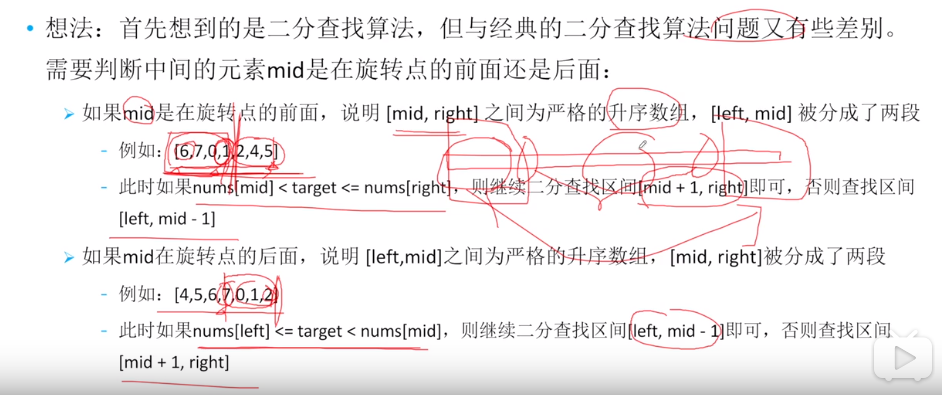 • 想法：首先想到的是二分查找算法，但与经典的二分查找算法问题又有些差别。
需要判断中间的元素mid是在旋转点的前面还是后面：
➢ 如果mid是在旋转点的前面，说明 [mid, right] 之间为严格的升序数组，[left, mid] 被分成了两段
- 例如：[6,7,0,1,2,4,5]
- 此时如果nums[mid] < target <= nums[right]，则继续二分查找区间[mid + 1, right]即可，否则查找区间
[left, mid - 1]
➢ 如果mid在旋转点的后面，说明 [left,mid]之间为严格的升序数组，[mid, right]被分成了两段
- 例如：[4,5,6,7,0,1,2]
- 此时如果nums[left] <= target < nums[mid]，则继续二分查找区间[left, mid - 1]即可，否则查找区间
[mid + 1, right]